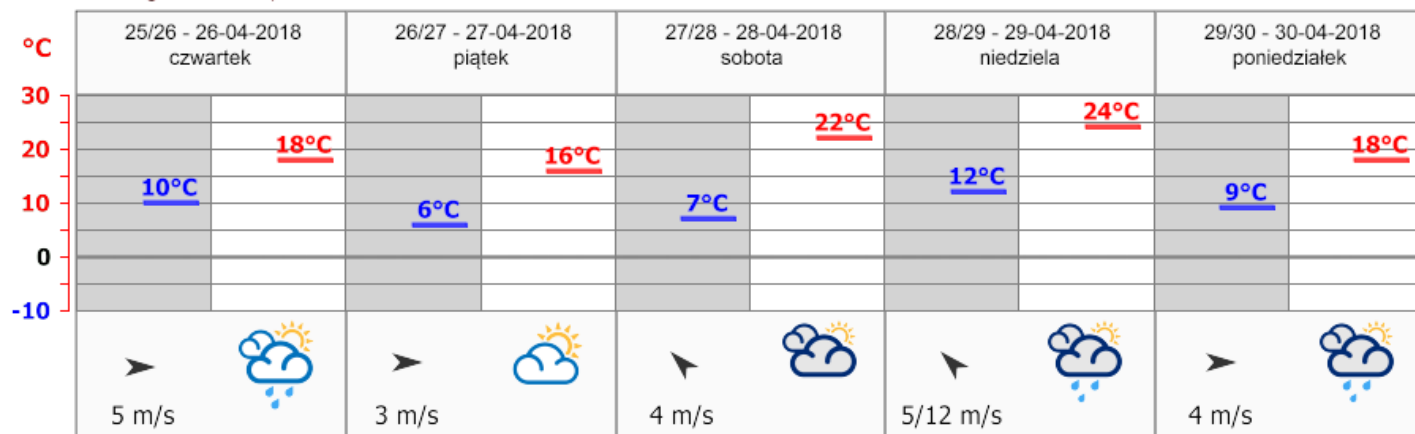 25/26 - 26-04-2018
czwartek
26/27 - 27-04-2018
piątek
27/28 - 28-04-2018
sobota
28/29 - 29-04-2018
niedziela
29/30 - 30-04-2018
poniedziałek
°C
30
20
10
0
-10
10°C
18°C
6°C
16°C
7°C
22°C
12°C
24°C
9°C
18°C
5 m/s
3 m/s
4 m/s
5/12 m/s
4 m/s